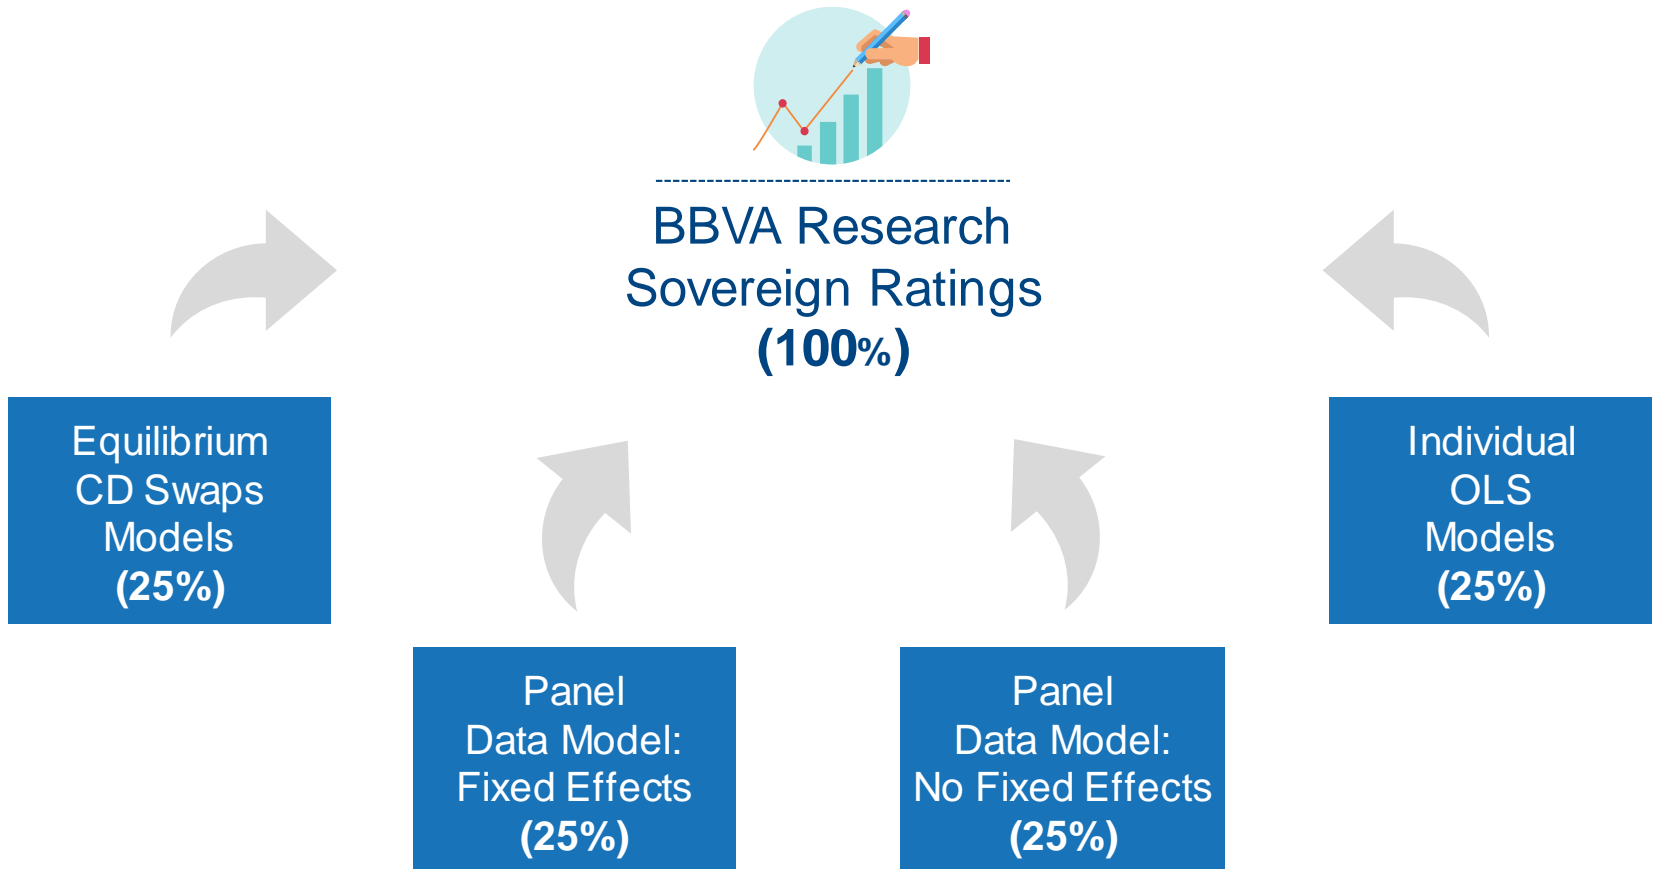 BBVA Research
Sovereign Ratings
(100%)
Equilibrium
CD Swaps
Models
(25%)
Individual
OLS
Models
(25%)
Panel
Data Model:
Fixed Effects
(25%)
Panel
Data Model:
No Fixed Effects
(25%)